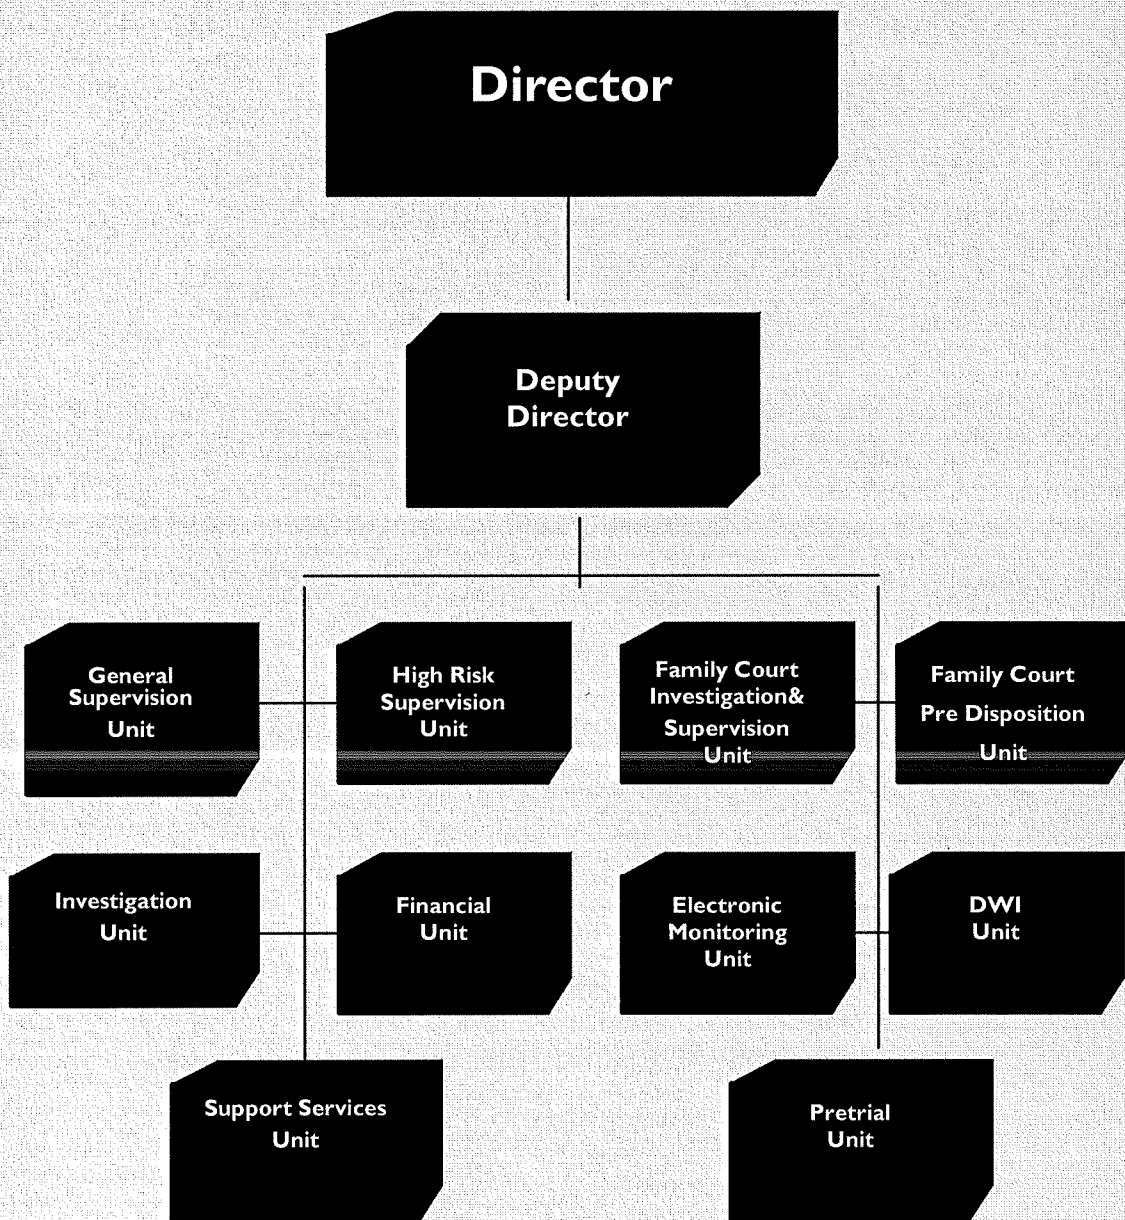 Director
Deputy
Director
General
Supervision
Unit
High Risk
Supervision
Unit
Family Court
Investigation&
Supervision
Unit
Family Court
Pre Disposition
Unit
Investigation
Unit
Financial
Unit
Electronic
Monitoring
Unit
DWI
Unit
Support Services
Unit
Pretrial
Unit